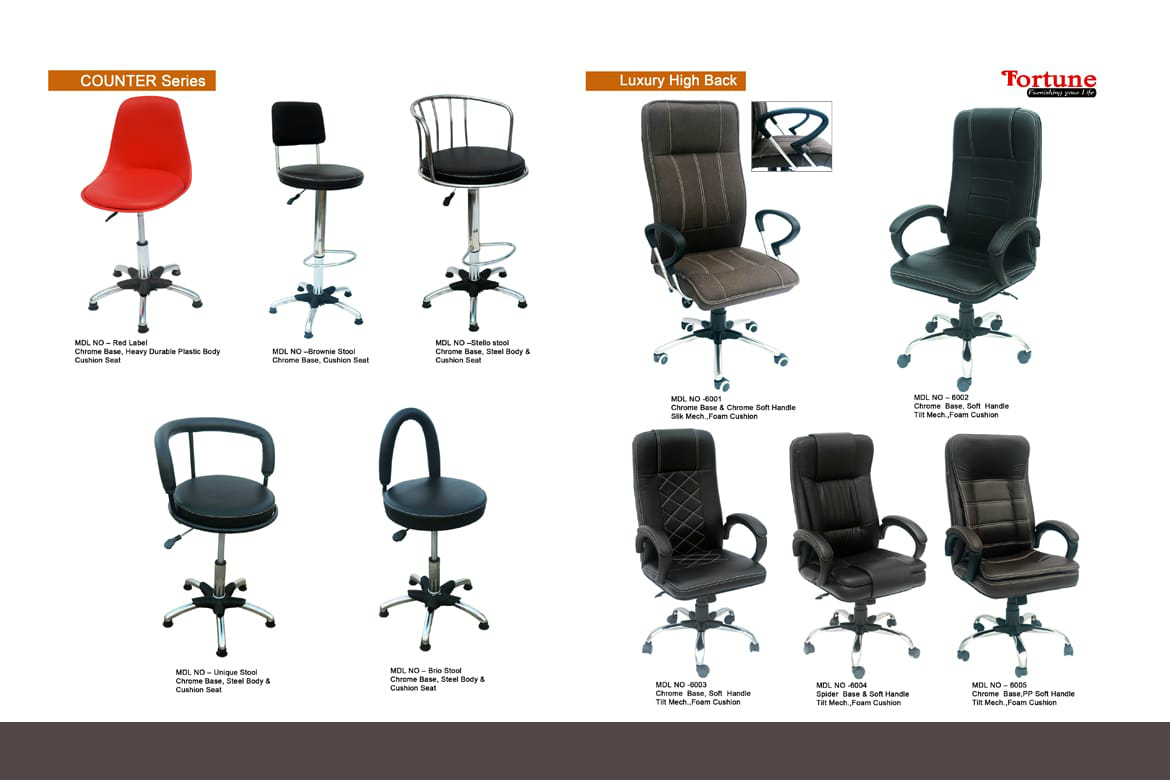 COUNTER Series
MDL NO – Red Label
Chrome Base, Heavy Durable Plastic Body
Cushion Seat
MDL NO –Brownie Stool
Chrome Base, Cushion Seat
MDL NO –Stello stool
Chrome Base, Steel Body &
Cushion Seat
MDL NO – Unique Stool
Chrome Base, Steel Body &
Cushion Seat
MDL NO – Brio Stool
Chrome Base, Steel Body &
Cushion Seat
Luxury High Back
Fortune
Furnishing your Life
MDL NO -6001
Chrome Base & Chrome Soft Handle
Slik Mech.,Foam Cushion
MDL NO – 6002
Chrome Base, Soft Handle
Tilt Mech.,Foam Cushion
MDL NO -6003
Chrome Base, Soft Handle
Tilt Mech.,Foam Cushion
MDL NO -6004
Spider Base & Soft Handle
Tilt Mech.,Foam Cushion
MDL NO – 6005
Chrome Base,PP Soft Handle
Tilt Mech.,Foam Cushion